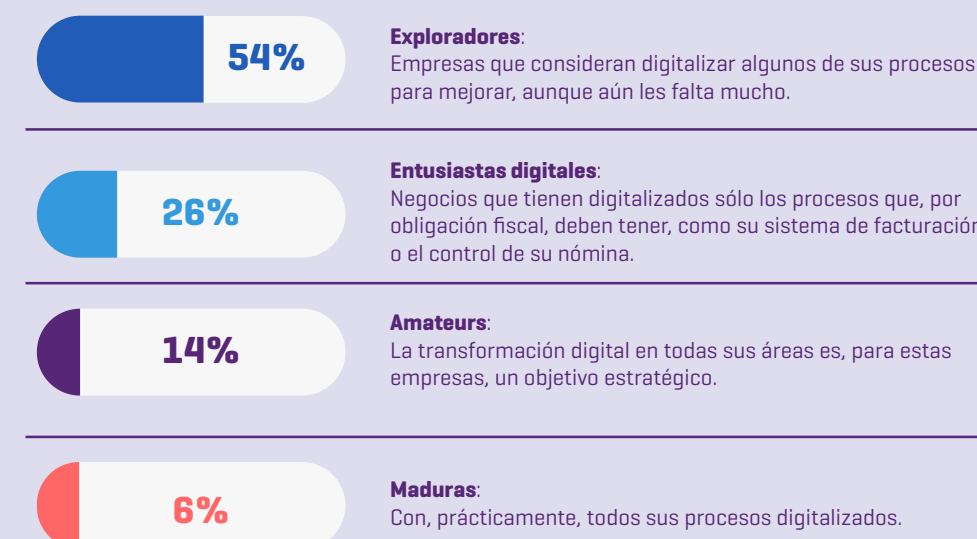 54%
Exploradores:
Empresas que consideran digitalizar algunos de sus procesos
para mejorar, aunque aún les falta mucho.
26%
Entusiastas digitales:
Negocios que tienen digitalizados sólo los procesos que, por
obligación fiscal, deben tener, como su sistema de facturación
o el control de su nómina.
14%
Amateurs:
La transformación digital en todas sus áreas es, para estas
empresas, un objetivo estratégico.
6%
Maduras:
Con, prácticamente, todos sus procesos digitalizados.